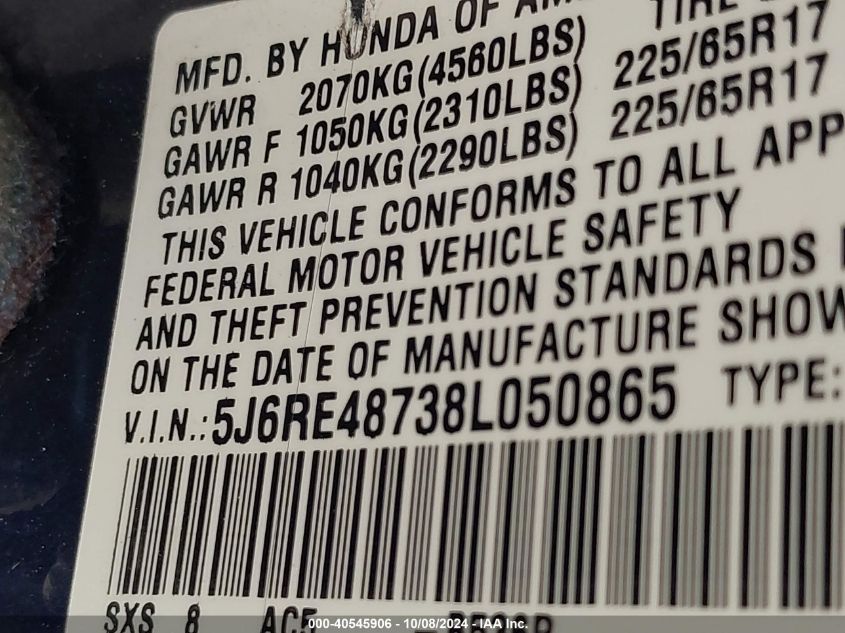 MFD. BY HONDA OF AM
TIRE
GVWR 2070KG(4560LBS)
GAWR F 1050KG(2310LBS) 225/65R17
GAWR R 1040KG(2290LBS) 225/65R17
THIS VEHICLE CONFORMS TO ALL APP
FEDERAL MOTOR VEHICLE SAFETY
AND THEFT PREVENTION STANDARDS
ON THE DATE OF MANUFACTURE SHOW
V.I.N.:5J6RE48738L050865 TYPE:
SXS 8 AC5
000-40545906 - 10/08/2024 - IAA Inc.